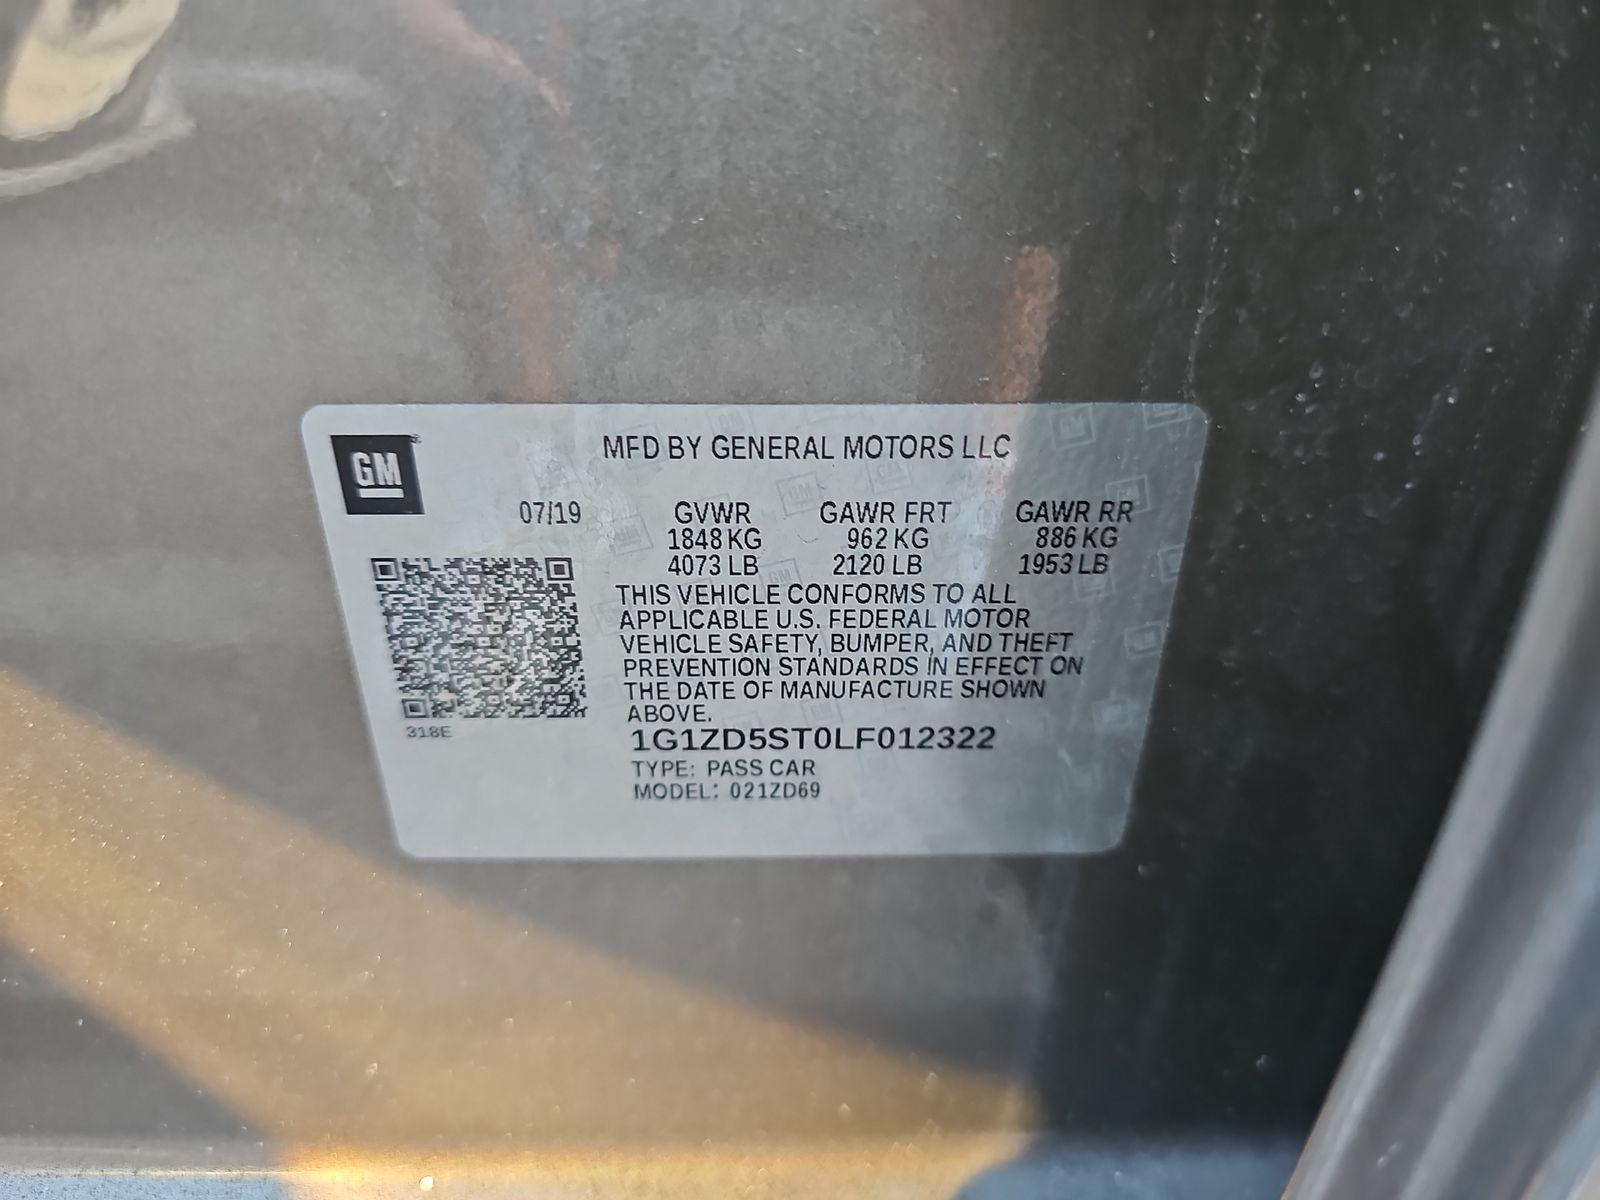 GM
MFD BY GENERAL MOTORS LLC
07/19 GVWR GAWR FRT GAWR RR
1848 KG 962 KG 886 KG
4073 LB 2120 LB 1953 LB
THIS VEHICLE CONFORMS TO ALL
APPLICABLE U.S. FEDERAL MOTOR
VEHICLE SAFETY, BUMPER, AND THEFT
PREVENTION STANDARDS IN EFFECT ON
THE DATE OF MANUFACTURE SHOWN
ABOVE.
318E
1G1ZD5ST0LF012322
TYPE: PASS CAR
MODEL: 021ZD69